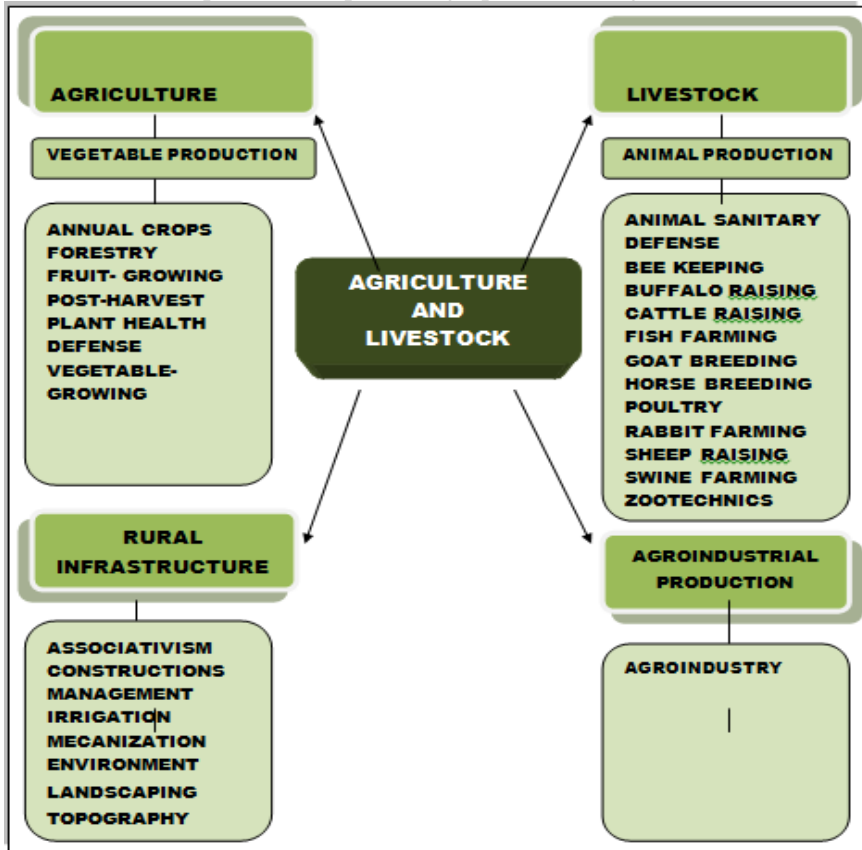 AGRICULTURE
VEGETABLE PRODUCTION
ANNUAL CROPS
FORESTRY
FRUIT- GROWING
POST-HARVEST
PLANT HEALTH
DEFENSE
VEGETABLE-
GROWING
LIVESTOCK
ANIMAL PRODUCTION
ANIMAL SANITARY
DEFENSE
BEE KEEPING
BUFFALO RAISING
CATTLE RAISING
FISH FARMING
GOAT BREEDING
HORSE BREEDING
POULTRY
RABBIT FARMING
SHEEP RAISING
SWINE FARMING
ZOOTECHNICS
AGRICULTURE
AND
LIVESTOCK
RURAL
INFRASTRUCTURE
ASSOCIATIVISM
CONSTRUCTIONS
MANAGEMENT
IRRIGATION
MECANIZATION
ENVIRONMENT
LANDSCAPING
TOPOGRAPHY
AGROINDUSTRIAL
PRODUCTION
AGROINDUSTRY